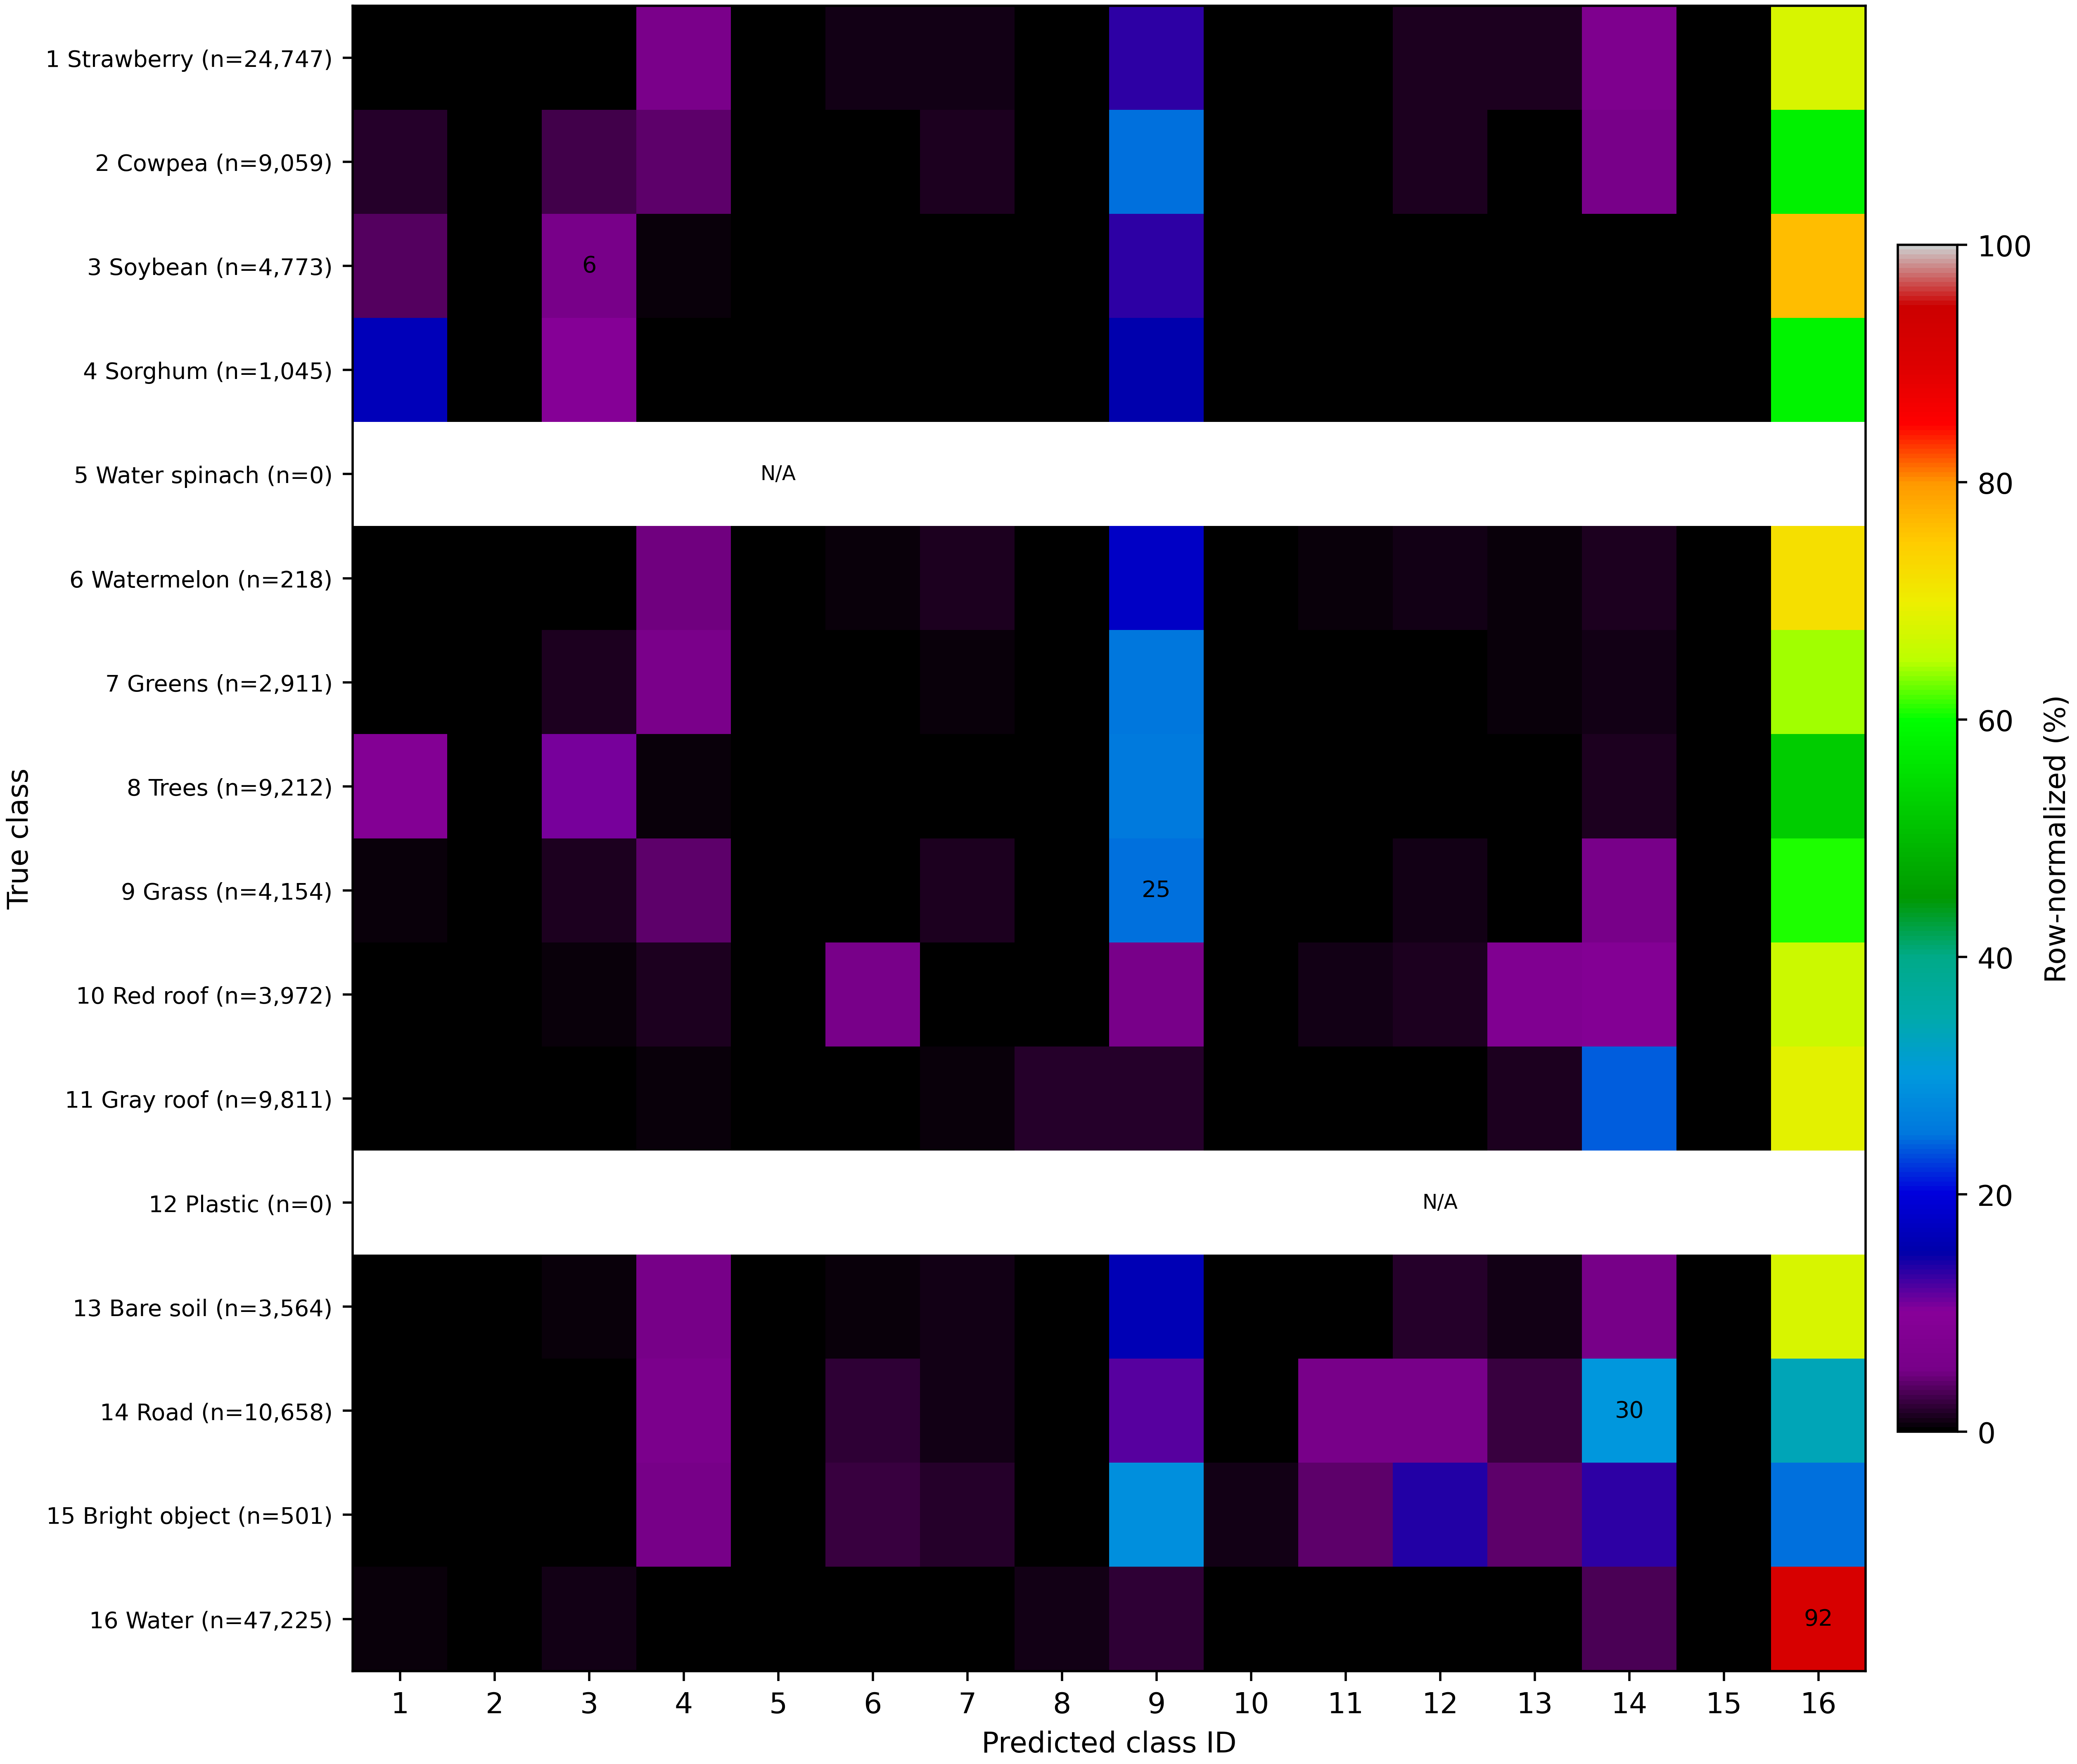 1 Strawberry (n=24,747)
2 Cowpea (n=9,059)
3 Soybean (n=4,773)
6
4 Sorghum (n=1,045)
5 Water spinach (n=0)
N/A
6 Watermelon (n=218)
7 Greens (n=2,911)
8 Trees (n=9,212)
9 Grass (n=4,154)
25
10 Red roof (n=3,972)
11 Gray roof (n=9,811)
12 Plastic (n=0)
N/A
13 Bare soil (n=3,564)
14 Road (n=10,658)
30
15 Bright object (n=501)
16 Water (n=47,225)
92
True class
1 2 3 4 5 6 7 8 9 10 11 12 13 14 15 16
Predicted class ID
100
80
60
40
20
0
Row-normalized (%)